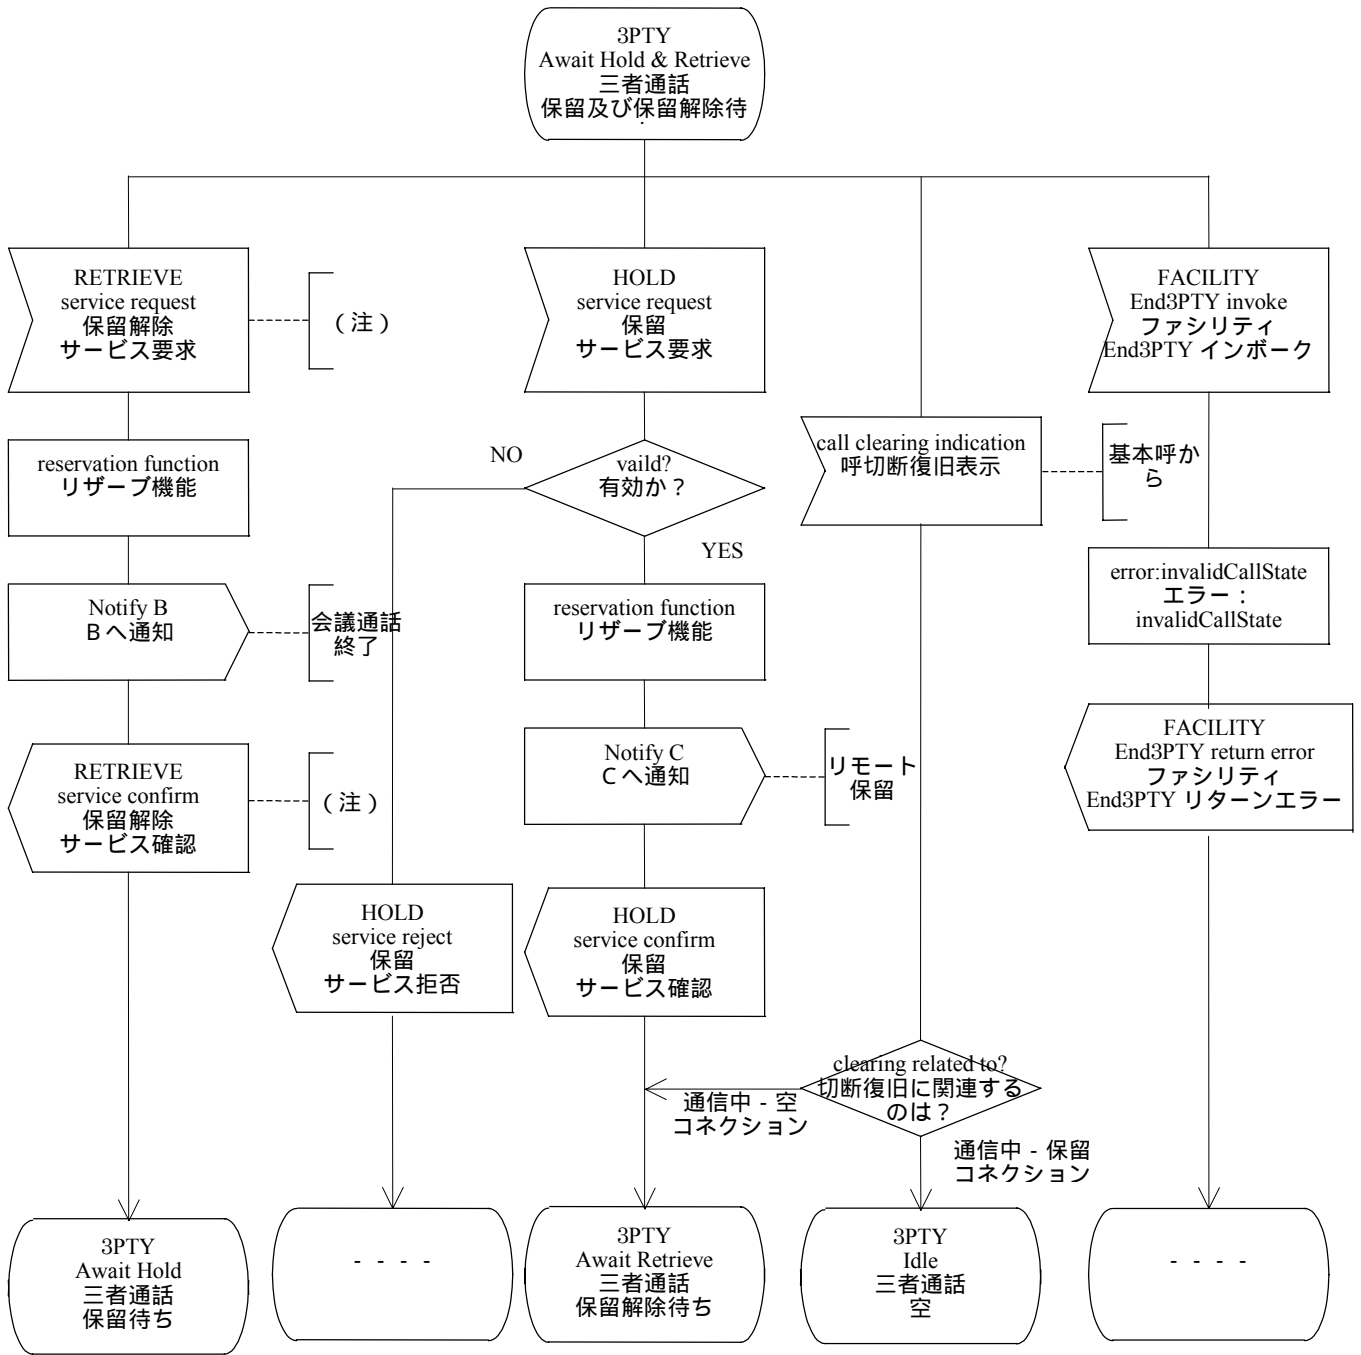 3PTY
Await Hold & Retrieve
三者通話
保留及び保留解除待
RETRIEVE
service request
保留解除
サービス要求
（注）
HOLD
service request
保留
サービス要求
FACILITY
End3PTY invoke
ファシリティ
End3PTY インボーク
reservation function
リザーブ機能
NO
vaild?
有効か？
YES
call clearing indication
呼切断復旧表示
基本呼か
ら
Notify B
Ｂへ通知
会議通話
終了
reservation function
リザーブ機能
error:invalidCallState
エラー：
invalidCallState
RETRIEVE
service confirm
保留解除
サービス確認
（注）
Notify C
Ｃへ通知
リモート
保留
FACILITY
End3PTY return error
ファシリティ
End3PTY リターンエラー
HOLD
service reject
保留
サービス拒否
HOLD
service confirm
保留
サービス確認
clearing related to?
切断復旧に関連する
のは？
通信中 - 空
コネクション
通信中 - 保留
コネクション
3PTY
Await Hold
三者通話
保留待ち
- - - -
3PTY
Await Retrieve
三者通話
保留解除待ち
3PTY
Idle
三者通話
空
- - - -